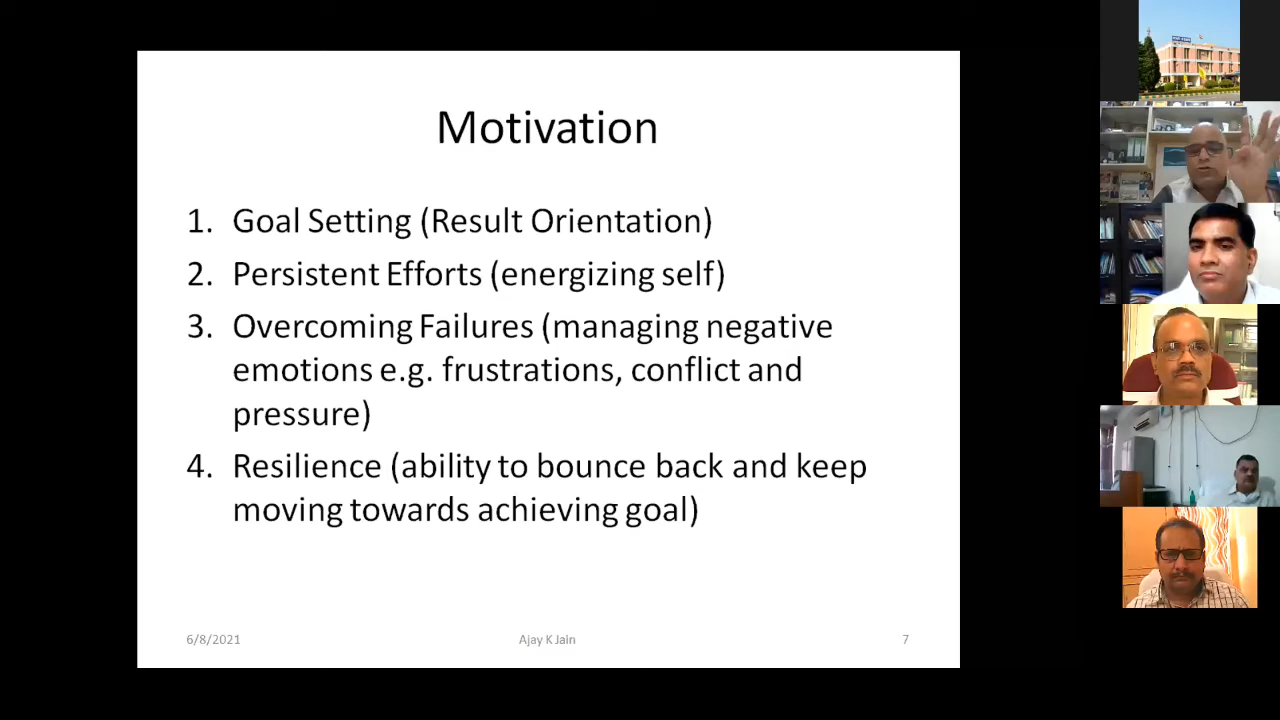 Motivation
1. Goal Setting (Result Orientation)
2. Persistent Efforts (energizing self)
3. Overcoming Failures (managing negative
emotions e.g. frustrations, conflict and
pressure)
4. Resilience (ability to bounce back and keep
moving towards achieving goal)
6/8/2021 Ajay K Jain 7